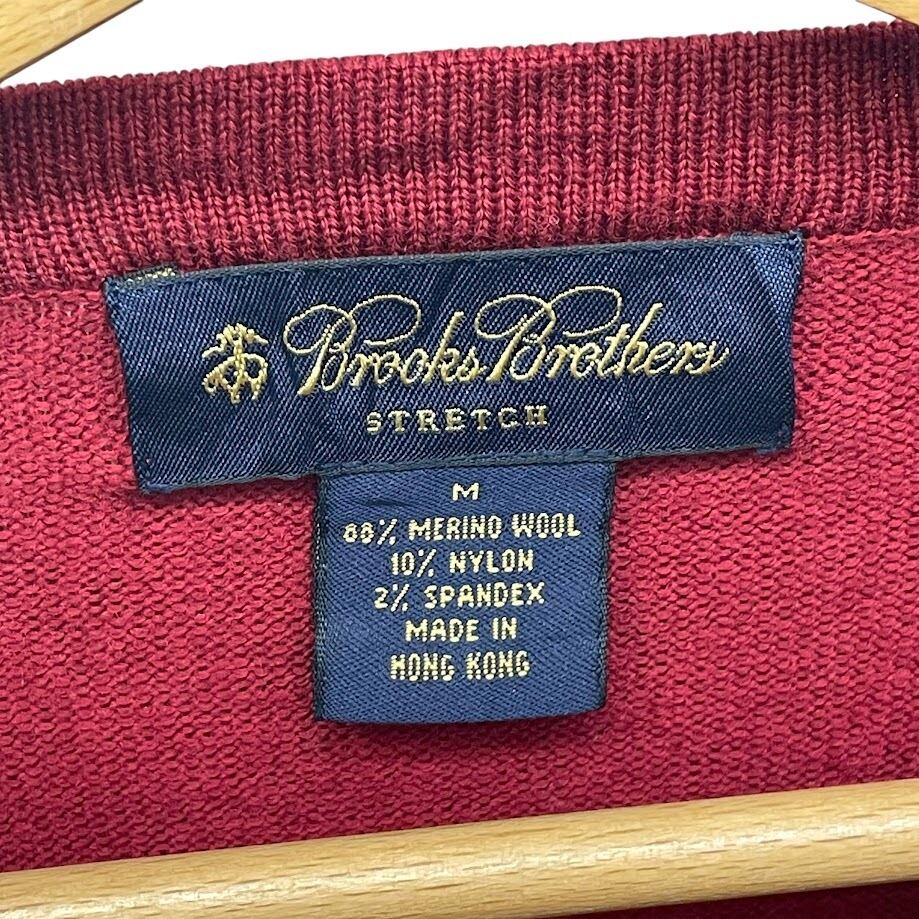 Brooks Brothers
STRETCH
M
88% MERINO WOOL
10% NYLON
2% SPANDEX
MADE IN
HONG KONG